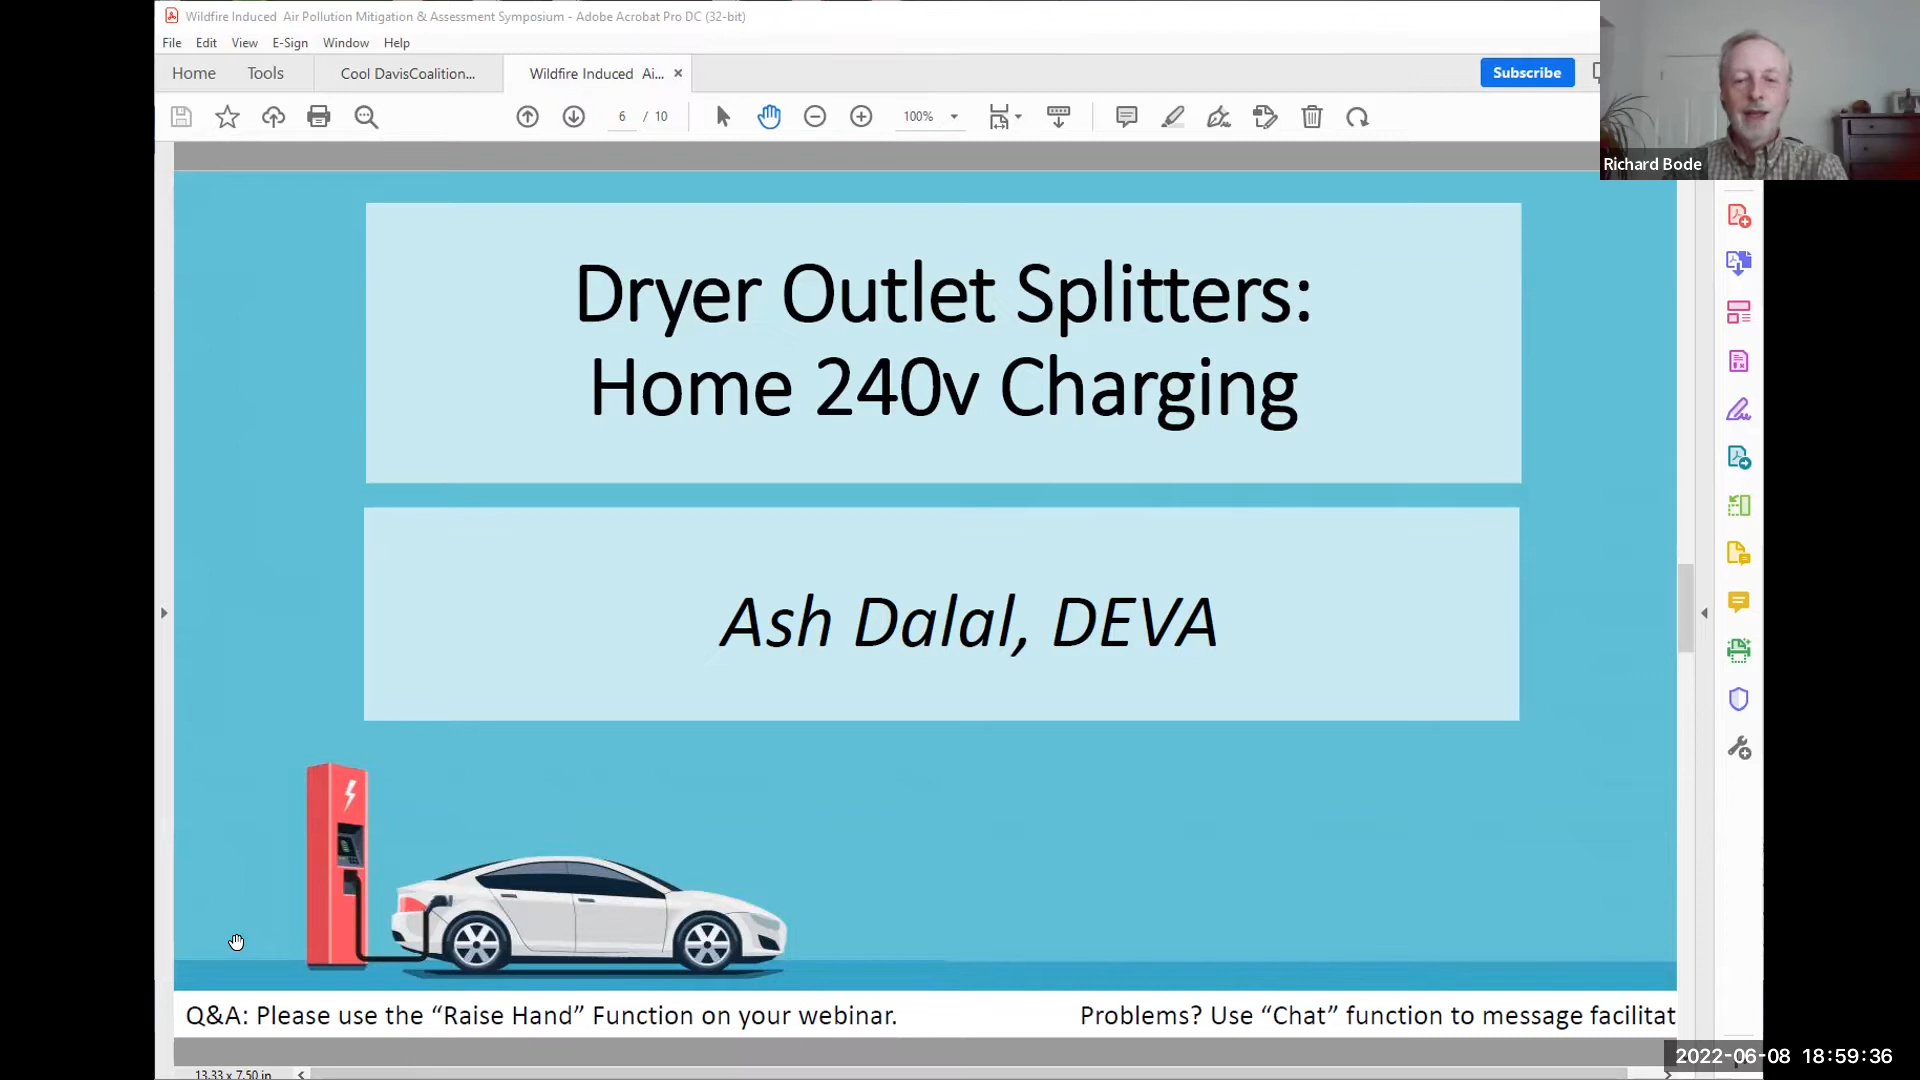 Wildfire Induced  Air Pollution Mitigation & Assessment Symposium - Adobe Acrobat Pro DC (32-bit)
File Edit View E-Sign Window Help
Home Tools Cool DavisCoalition... Wildfire Induced  Ai... × Subscribe
6 / 10 100%
Richard Bode
Dryer Outlet Splitters:
Home 240v Charging
Ash Dalal, DEVA
Q&A: Please use the “Raise Hand” Function on your webinar. Problems? Use “Chat” function to message facilitat
2022-06-08 18:59:36
13.33 x 7.50 in